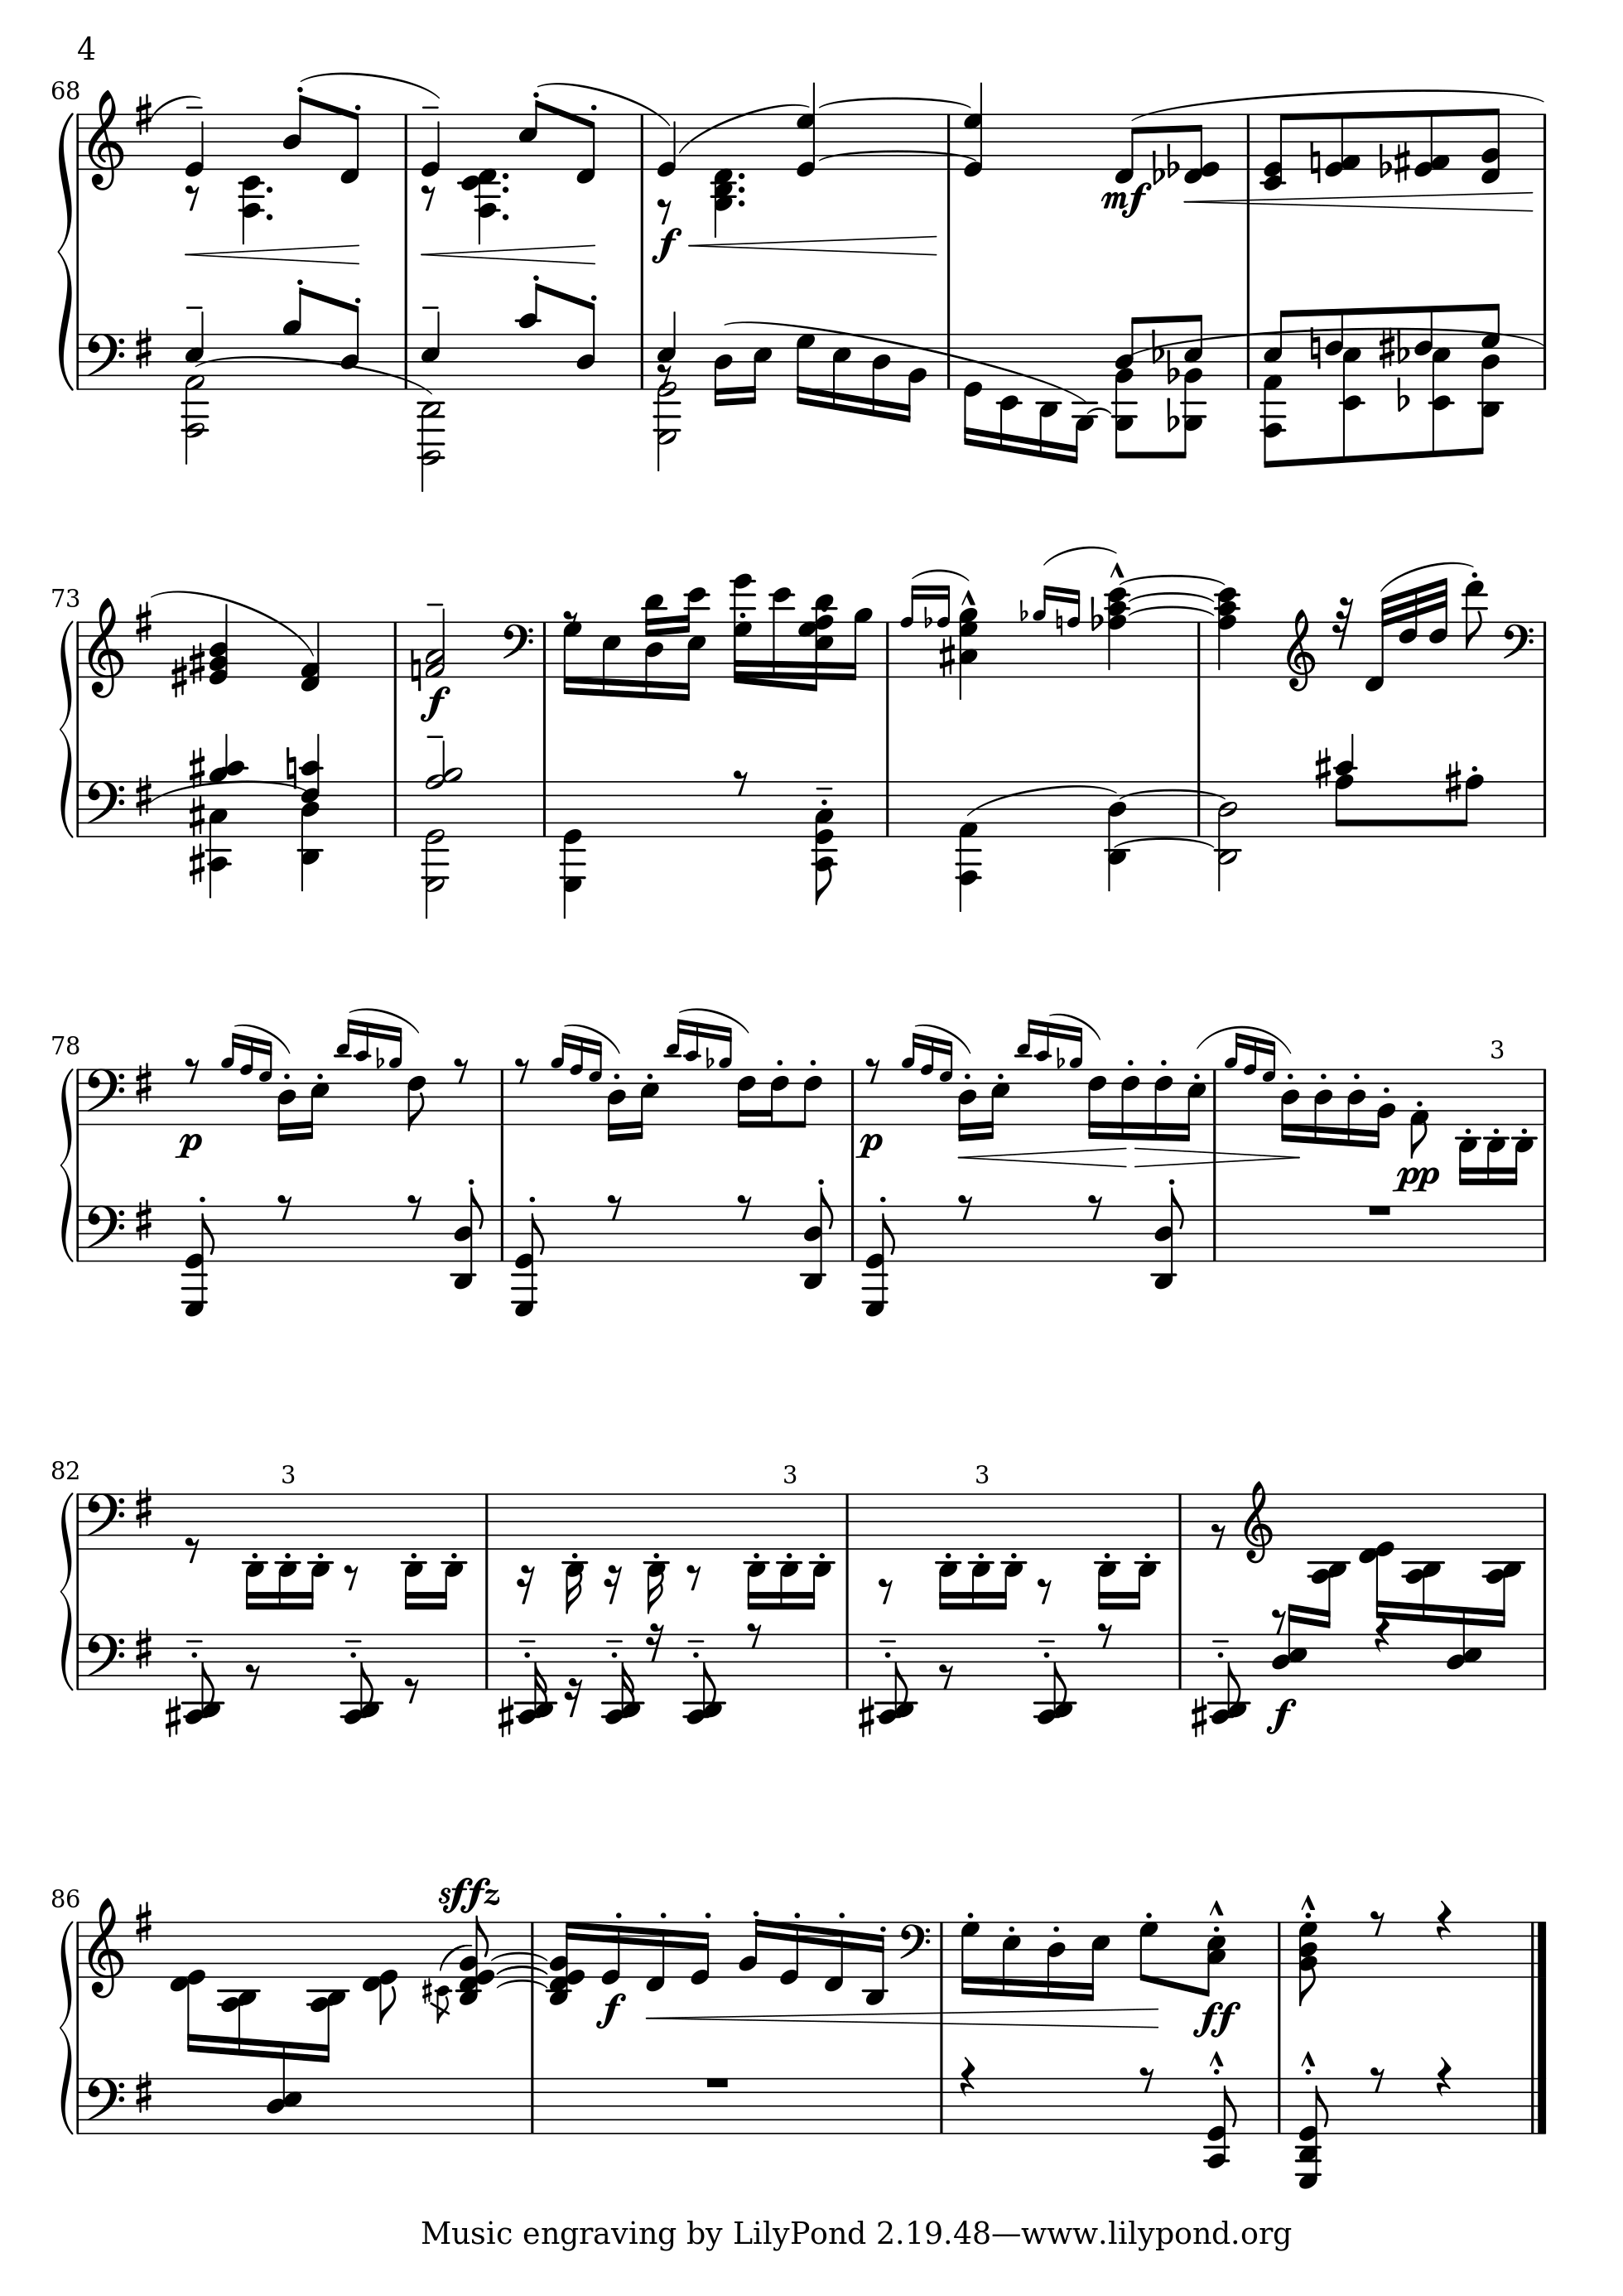 4
68
f
mf
73
f
78
p
p
pp
3
82
3
3
3
f
86
sffz
f
ff
Music engraving by LilyPond 2.19.48—www.lilypond.org